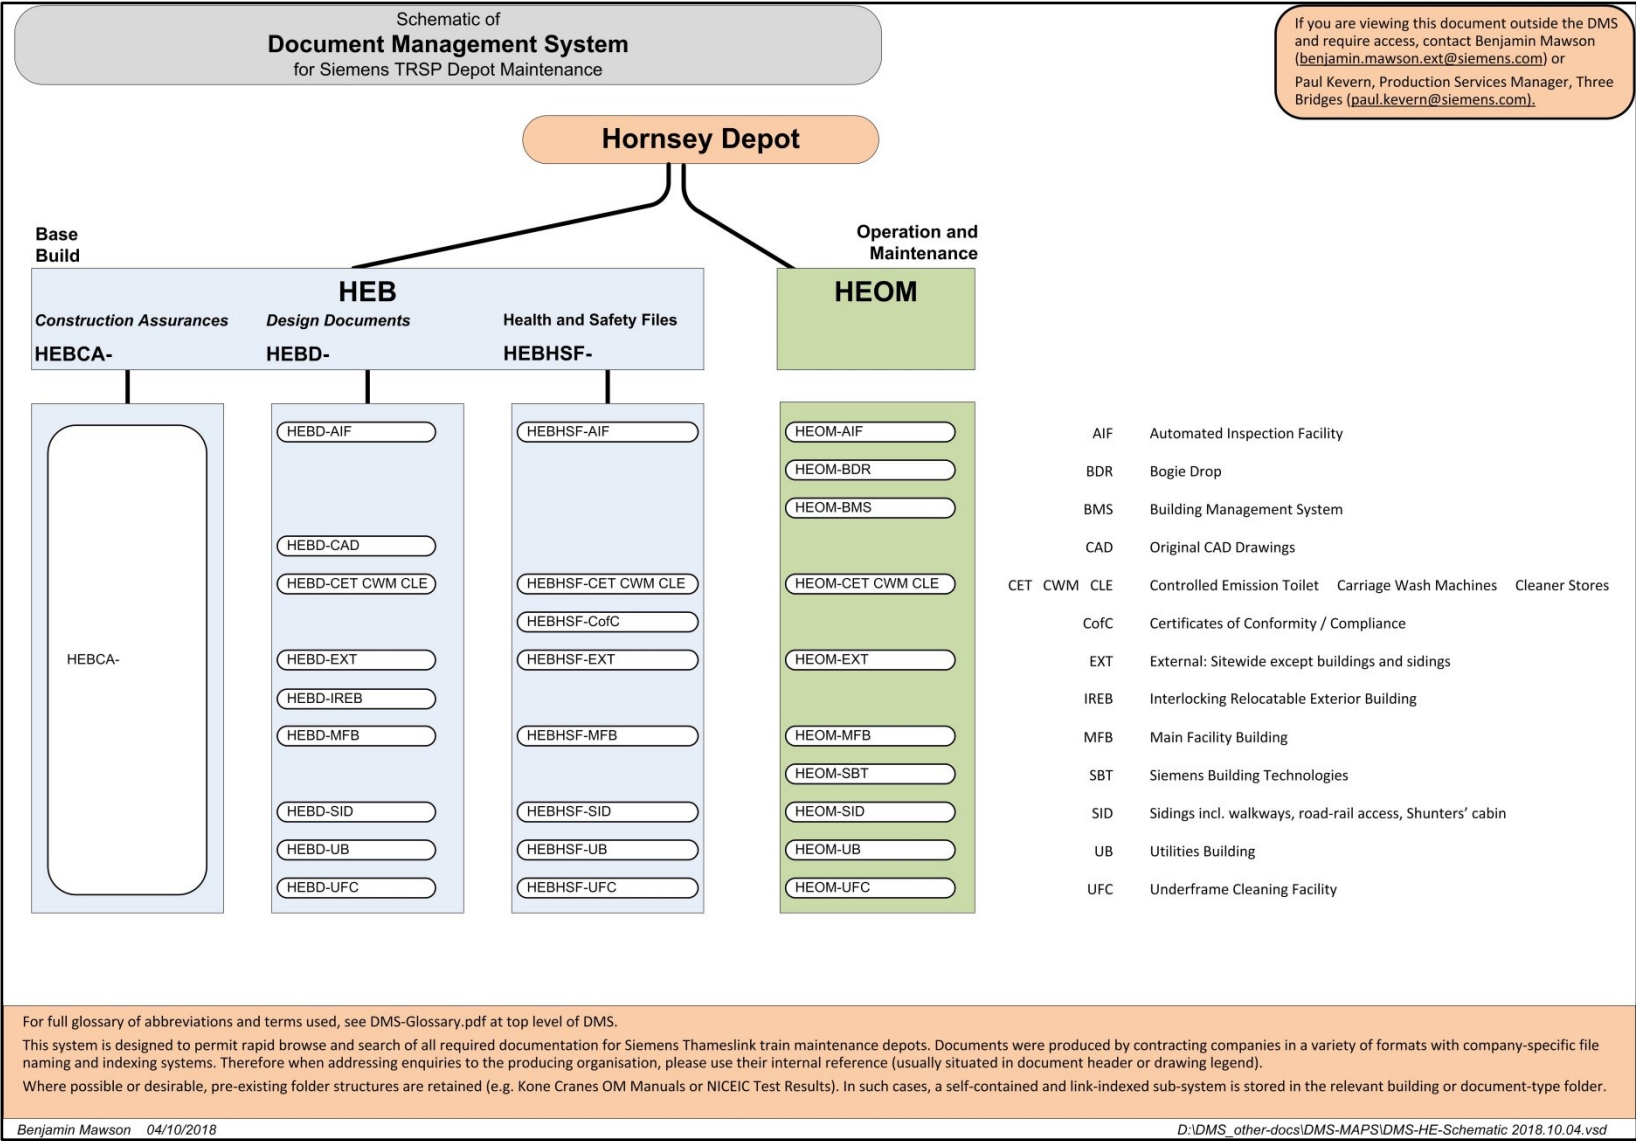 Schematic of
Document Management System
for Siemens TRSP Depot Maintenance
If you are viewing this document outside the DMS
and require access, contact Benjamin Mawson
(benjamin.mawson.ext@siemens.com) or
Paul Kevern, Production Services Manager, Three
Bridges (paul.kevern@siemens.com).
Hornsey Depot
Base
Build
Operation and
Maintenance
HEB
Construction Assurances
Design Documents
Health and Safety Files
HEBCA-
HEBD-
HEBHSF-
HEOM
HEBCA-
HEBD-AIF
HEBD-CAD
HEBD-CET CWM CLE
HEBD-EXT
HEBD-IREB
HEBD-MFB
HEBD-SID
HEBD-UB
HEBD-UFC
HEBHSF-AIF
HEBHSF-CET CWM CLE
HEBHSF-CofC
HEBHSF-EXT
HEBHSF-MFB
HEBHSF-SID
HEBHSF-UB
HEBHSF-UFC
HEOM-AIF
HEOM-BDR
HEOM-BMS
HEOM-CET CWM CLE
HEOM-EXT
HEOM-MFB
HEOM-SBT
HEOM-SID
HEOM-UB
HEOM-UFC
AIF Automated Inspection Facility
BDR Bogie Drop
BMS Building Management System
CAD Original CAD Drawings
CET CWM CLE Controlled Emission Toilet Carriage Wash Machines Cleaner Stores
CofC Certificates of Conformity / Compliance
EXT External: Sitewide except buildings and sidings
IREB Interlocking Relocatable Exterior Building
MFB Main Facility Building
SBT Siemens Building Technologies
SID Sidings incl. walkways, road-rail access, Shunters’ cabin
UB Utilities Building
UFC Underframe Cleaning Facility
For full glossary of abbreviations and terms used, see DMS-Glossary.pdf at top level of DMS.
This system is designed to permit rapid browse and search of all required documentation for Siemens Thameslink train maintenance depots. Documents were produced by contracting companies in a variety of formats with company-specific file
naming and indexing systems. Therefore when addressing enquiries to the producing organisation, please use their internal reference (usually situated in document header or drawing legend).
Where possible or desirable, pre-existing folder structures are retained (e.g. Kone Cranes OM Manuals or NICEIC Test Results). In such cases, a self-contained and link-indexed sub-system is stored in the relevant building or document-type folder.
Benjamin Mawson 04/10/2018
D:\DMS_other-docs\DMS-MAPS\DMS-HE-Schematic 2018.10.04.vsd